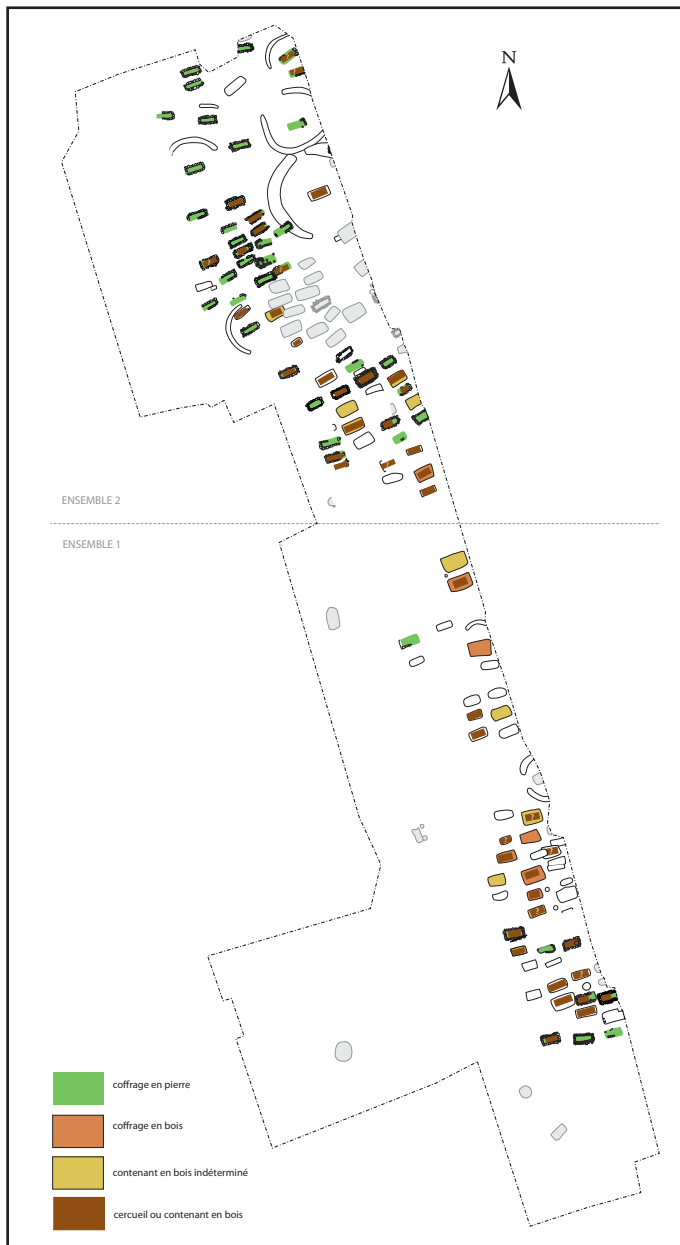 N
ENSEMBLE 2
ENSEMBLE 1
coffrage en pierre
coffrage en bois
contenant en bois indéterminé
cercueil ou contenant en bois